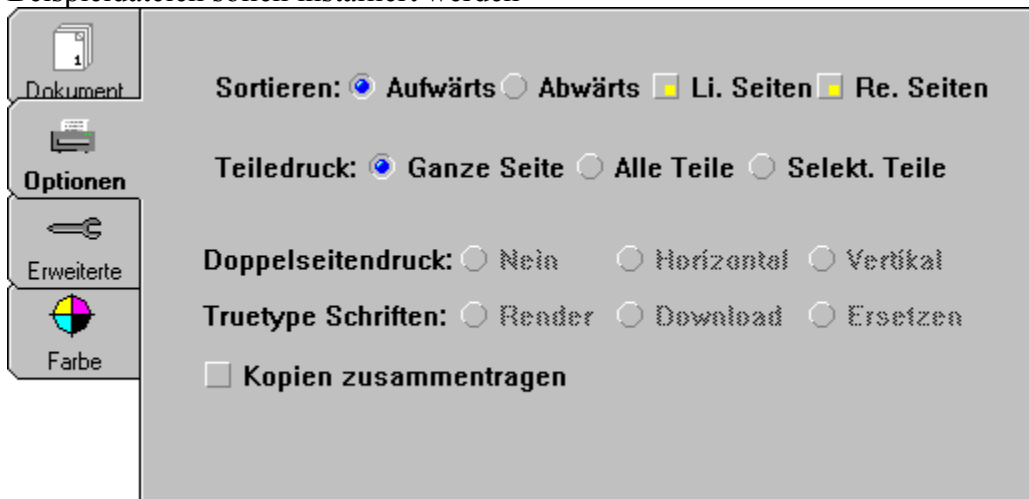 Dokument
Optionen
Erweiterte
Farbe
Sortieren: Aufwärts Abwärts Li. Seiten Re. Seiten
Teiledruck: Ganze Seite Alle Teile Selekt. Teile
Doppelseitendruck: Nein Horizontal Vertikal
Truetype Schriften: Render Download Ersetzen
Kopien zusammentragen